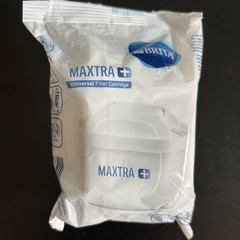 BRITA
MAXTRA +
Universal Filter Cartridge
MAXTRA +